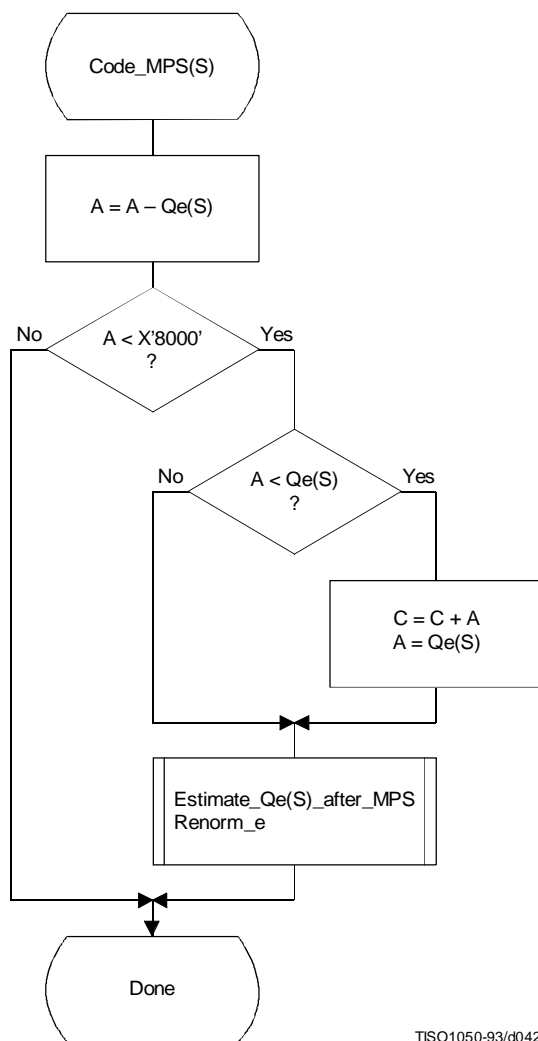 Code_MPS(S)
A = A – Qe(S)
No
A < X'8000'
?
Yes
No
A < Qe(S)
?
Yes
C = C + A
A = Qe(S)
Estimate_Qe(S)_after_MPS
Renorm_e
Done
TISO1050-93/d042